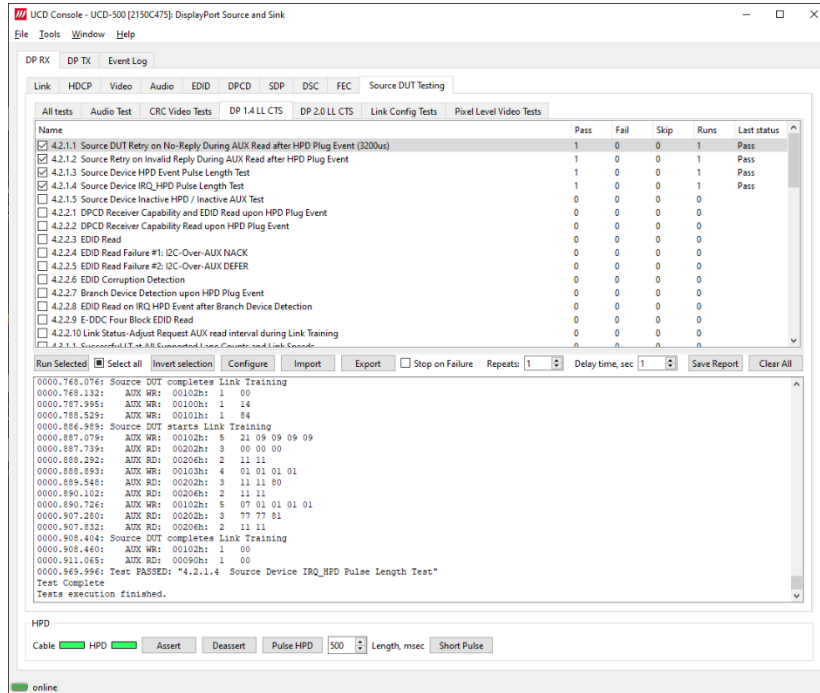 UCD Console - UCD-500 [2150C475]: DisplayPort Source and Sink
File Tools Window Help
DP RX DP TX Event Log
Link HDCP Video Audio EDID DPCD SDP DSC FEC Source DUT Testing
All tests Audio Test CRC Video Tests DP 1.4 LL CTS DP 2.0 LL CTS Link Config Tests Pixel Level Video Tests
Name Pass Fail Skip Runs Last status
4.2.1.1 Source DUT Retry on No-Reply During AUX Read after HPD Plug Event (3200us) 1 0 0 1 Pass
4.2.1.2 Source Retry on Invalid Reply During AUX Read after HPD Plug Event 1 0 0 1 Pass
4.2.1.3 Source Device HPD Event Pulse Length Test 1 0 0 1 Pass
4.2.1.4 Source Device IRQ_HPD Pulse Length Test 1 0 0 1 Pass
4.2.1.5 Source Device Inactive HPD / Inactive AUX Test 0 0 0 0
4.2.2.1 DPCD Receiver Capability and EDID Read upon HPD Plug Event 0 0 0 0
4.2.2.2 DPCD Receiver Capability Read upon HPD Plug Event 0 0 0 0
4.2.2.3 EDID Read 0 0 0 0
4.2.2.4 EDID Read Failure #1: I2C-Over-AUX NACK 0 0 0 0
4.2.2.5 EDID Read Failure #2: I2C-Over-AUX DEFER 0 0 0 0
4.2.2.6 EDID Corruption Detection 0 0 0 0
4.2.2.7 Branch Device Detection upon HPD Plug Event 0 0 0 0
4.2.2.8 EDID Read on IRQ HPD Event after Branch Device Detection 0 0 0 0
4.2.2.9 E-DDC Four Block EDID Read 0 0 0 0
4.2.2.10 Link Status-Adjust Request AUX read interval during Link Training 0 0 0 0
4.3.1.1 Successful LT at All Supported Lane Counts and Link Speeds 0 0 0 0
Run Selected Select all Invert selection Configure Import Export Stop on Failure Repeats: 1 Delay time, sec 1 Save Report Clear All
0000.768.076: Source DUT completes Link Training
0000.768.132: AUX WR: 00102h: 1 00
0000.787.995: AUX WR: 00100h: 1 14
0000.788.529: AUX WR: 00101h: 1 84
0000.886.989: Source DUT starts Link Training
0000.887.079: AUX WR: 00102h: 5 21 09 09 09 09
0000.887.739: AUX RD: 00202h: 3 00 00 00
0000.888.292: AUX RD: 00206h: 2 11 11
0000.888.893: AUX WR: 00103h: 4 01 01 01 01
0000.889.548: AUX RD: 00202h: 3 11 11 80
0000.890.102: AUX RD: 00206h: 2 11 11
0000.890.726: AUX WR: 00102h: 5 07 01 01 01 01
0000.907.280: AUX RD: 00202h: 3 77 77 81
0000.907.832: AUX RD: 00206h: 2 11 11
0000.908.404: Source DUT completes Link Training
0000.908.460: AUX WR: 00102h: 1 00
0000.911.065: AUX RD: 00090h: 1 00
0000.969.996: Test PASSED: "4.2.1.4 Source Device IRQ_HPD Pulse Length Test"
Test Complete
Tests execution finished.
HPD
Cable HPD Assert Deassert Pulse HPD 500 Length, msec Short Pulse
online